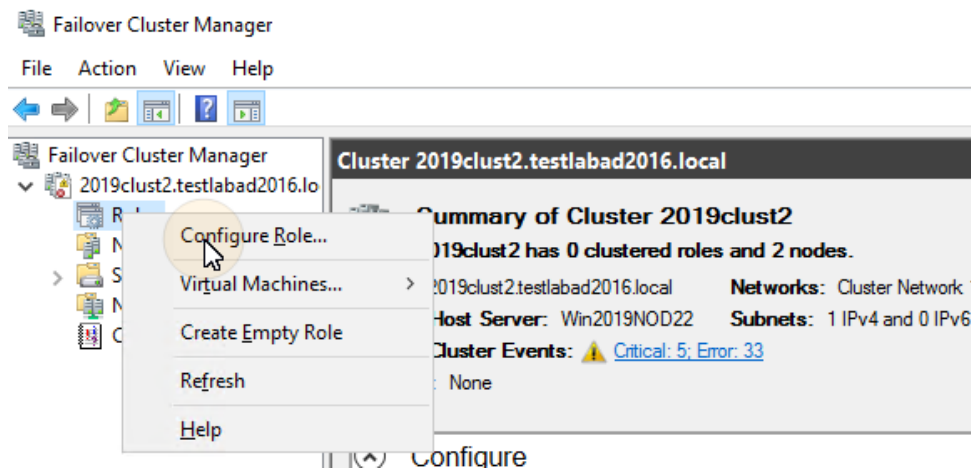 Failover Cluster Manager
File Action View Help
Failover Cluster Manager
2019clust2.testlabad2016.lo
Configure Role...
Virtual Machines...
Create Empty Role
Refresh
Help
Cluster 2019clust2.testlabad2016.local
Summary of Cluster 2019clust2
2019clust2 has 0 clustered roles and 2 nodes.
2019clust2.testlabad2016.local Networks: Cluster Network
Host Server: Win2019NOD22 Subnets: 1 IPv4 and 0 IPv6
Cluster Events: Critical: 5; Error: 33
: None
Configure